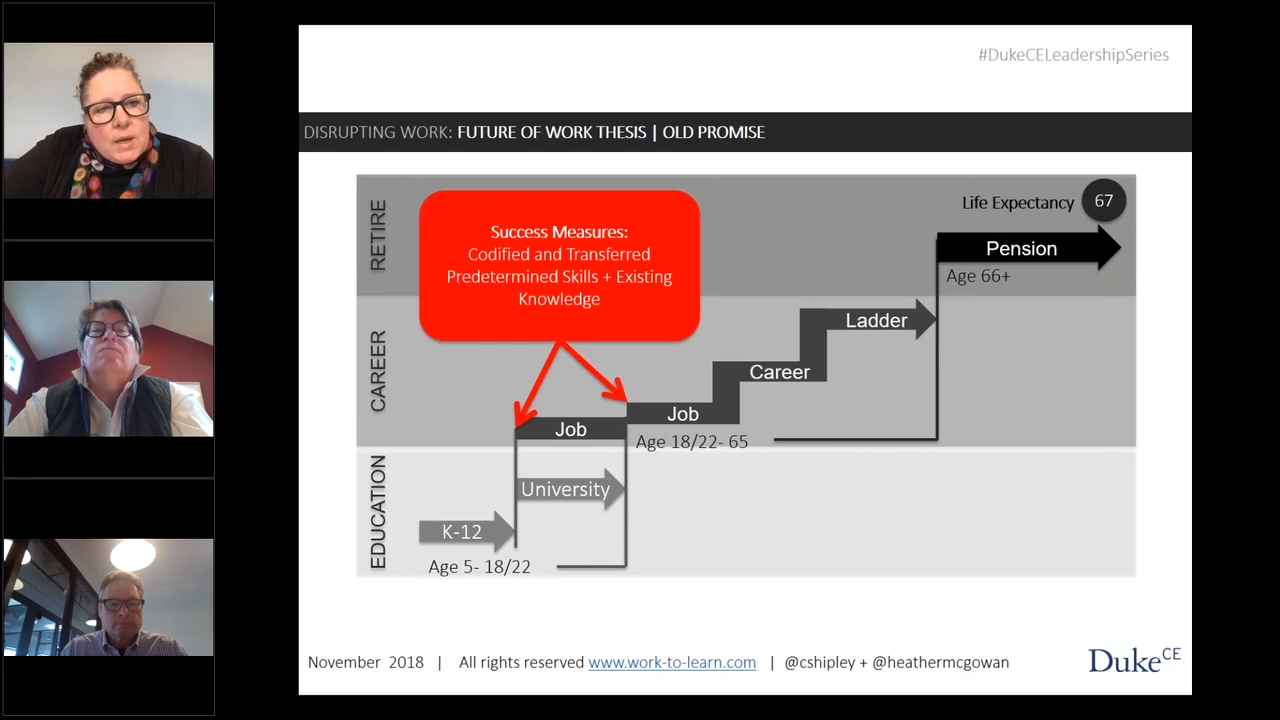 #DukeCELeadershipSeries
DISRUPTING WORK: FUTURE OF WORK THESIS | OLD PROMISE
RETIRE
Success Measures:
Codified and Transferred
Predetermined Skills + Existing
Knowledge
Life Expectancy 67
Pension
Age 66+
CAREER
Ladder
Career
Job
Job
Age 18/22- 65
EDUCATION
University
K-12
Age 5- 18/22
November 2018 | All rights reserved www.work-to-learn.com | @cshipley + @heathermcgowan
DukeCE